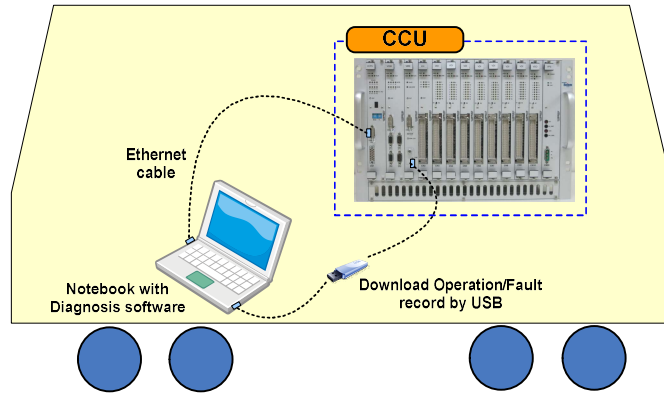 CCU
Ethernet
cable
Notebook with
Diagnosis software
Download Operation/Fault
record by USB